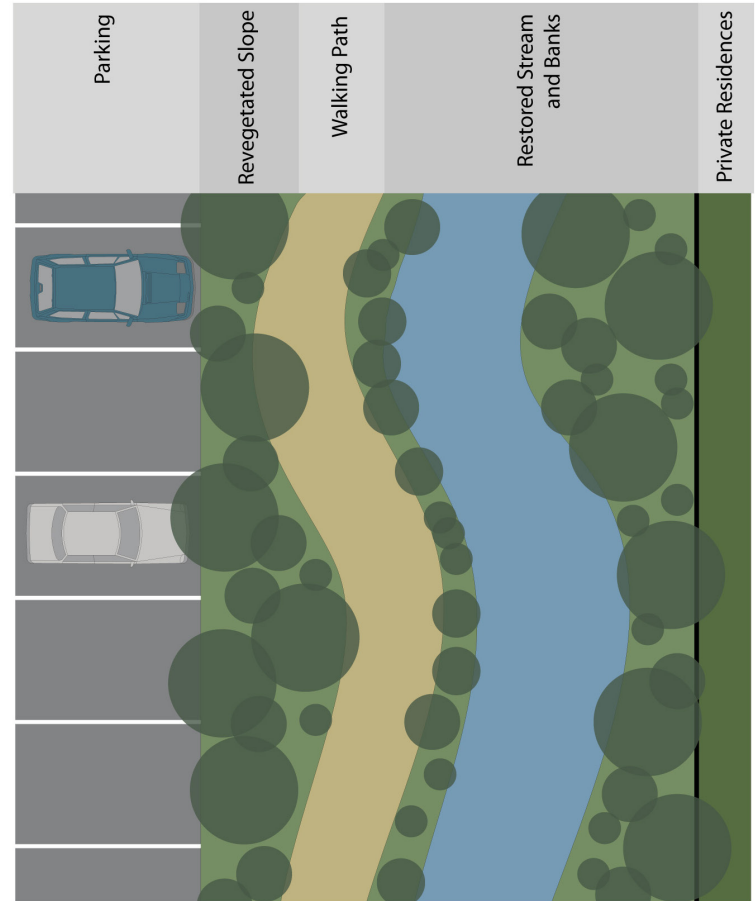 Parking
Revegetated Slope
Walking Path
Restored Stream
and Banks
Private Residences